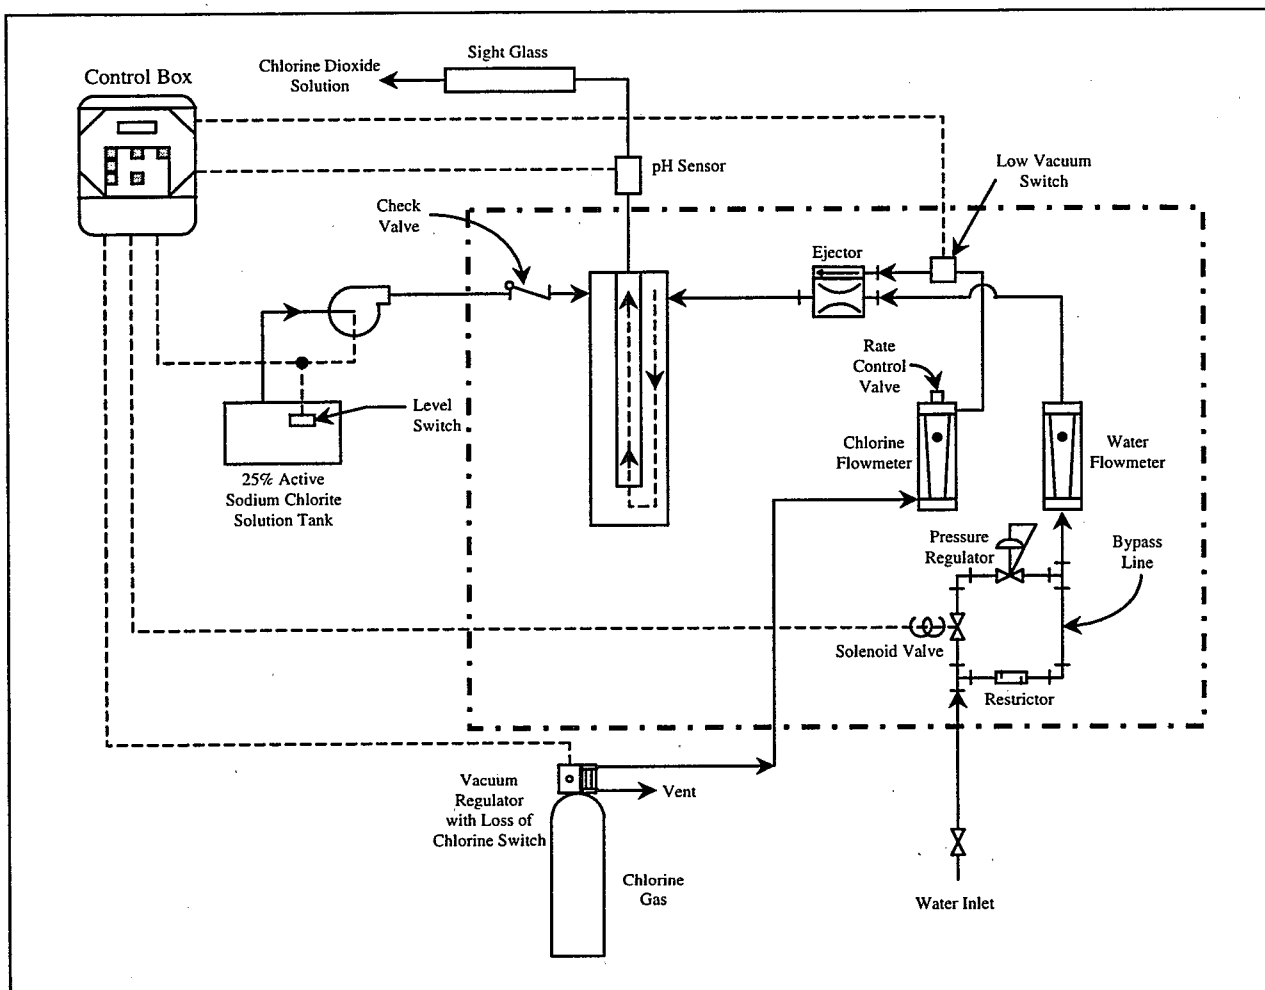 Sight Glass
Chlorine Dioxide
Solution
Control Box
pH Sensor
Low Vacuum
Switch
Check
Valve
Ejector
Rate
Control
Valve
Level
Switch
Chlorine
Flowmeter
Water
Flowmeter
25% Active
Sodium Chlorite
Solution Tank
Pressure
Regulator
Bypass
Line
Solenoid Valve
Restrictor
Vacuum
Regulator
with Loss of
Chlorine Switch
Vent
Chlorine
Gas
Water Inlet